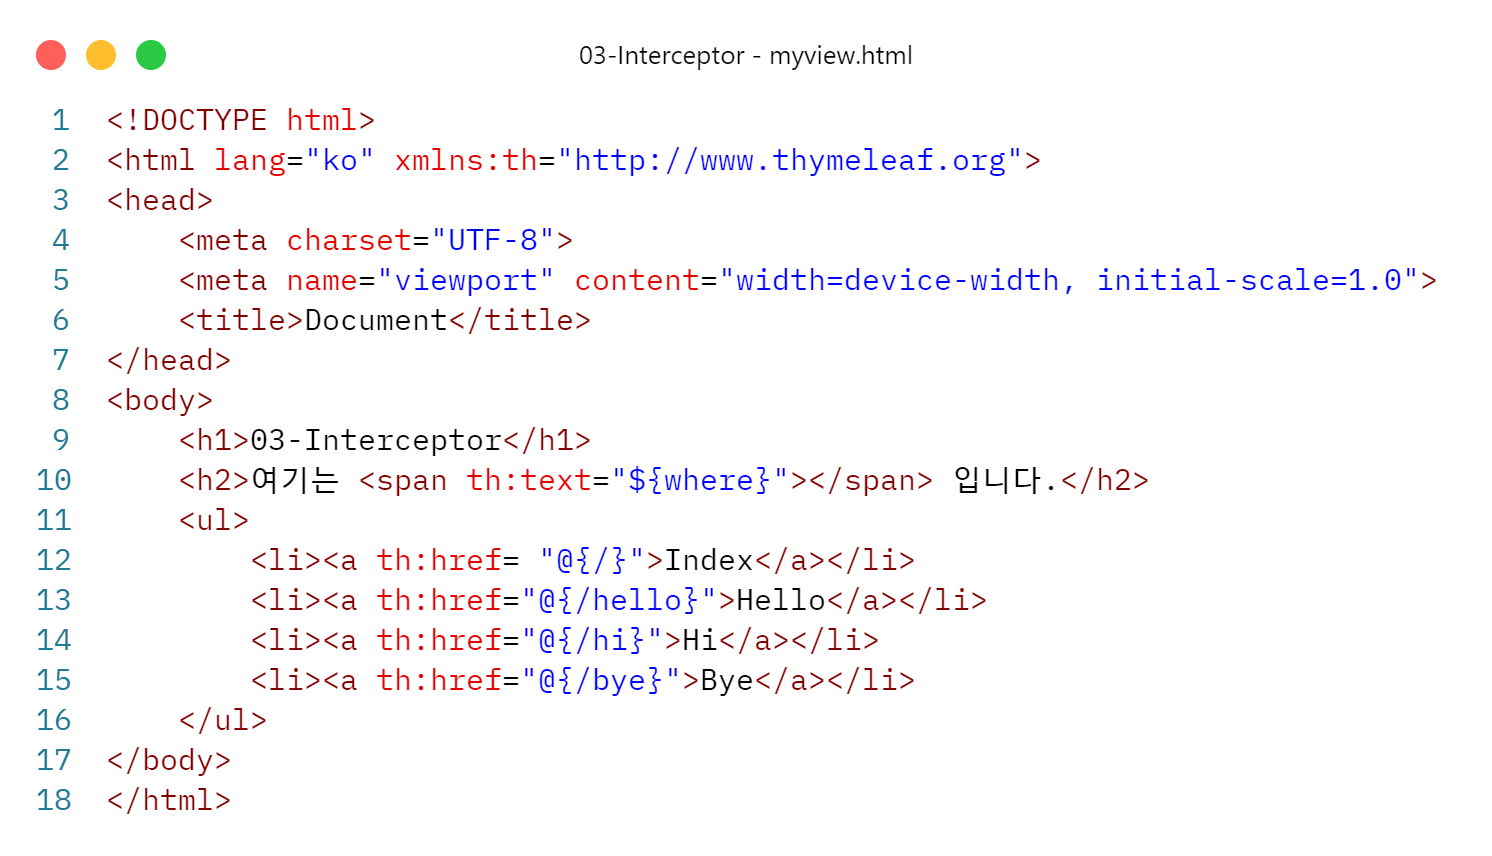 03-Interceptor - myview.html
1 <!DOCTYPE html>
2 <html lang="ko" xmlns:th="http://www.thymeleaf.org">
3 <head>
4     <meta charset="UTF-8">
5     <meta name="viewport" content="width=device-width, initial-scale=1.0">
6     <title>Document</title>
7 </head>
8 <body>
9     <h1>03-Interceptor</h1>
10     <h2>여기는 <span th:text="${where}"></span> 입니다.</h2>
11     <ul>
12         <li><a th:href= "@{/}">Index</a></li>
13         <li><a th:href="@{/hello}">Hello</a></li>
14         <li><a th:href="@{/hi}">Hi</a></li>
15         <li><a th:href="@{/bye}">Bye</a></li>
16     </ul>
17 </body>
18 </html>